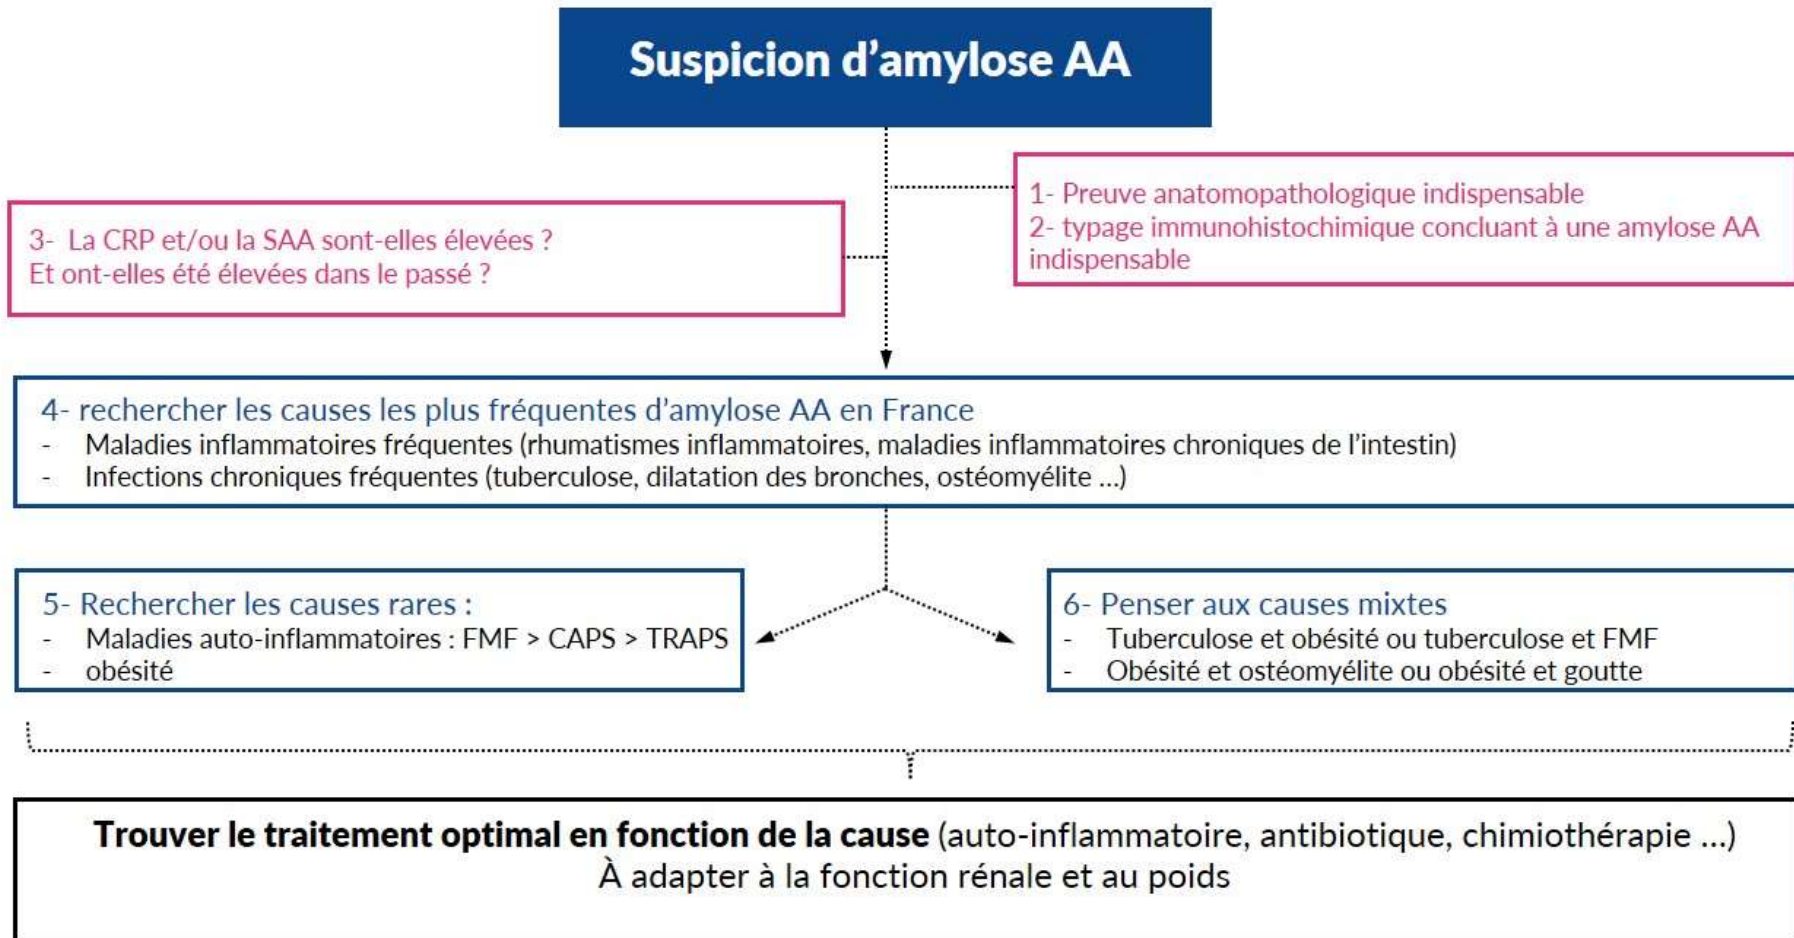 Suspicion d’amylose AA
1- Preuve anatomopathologique indispensable
2- typage immunohistochimique concluant à une amylose AA
indispensable
3- La CRP et/ou la SAA sont-elles élevées ?
Et ont-elles été élevées dans le passé ?
4- rechercher les causes les plus fréquentes d’amylose AA en France
- Maladies inflammatoires fréquentes (rhumatismes inflammatoires, maladies inflammatoires chroniques de l’intestin)
- Infections chroniques fréquentes (tuberculose, dilatation des bronches, ostéomyélite ...)
5- Rechercher les causes rares :
- Maladies auto-inflammatoires : FMF > CAPS > TRAPS
- obésité
6- Penser aux causes mixtes
- Tuberculose et obésité ou tuberculose et FMF
- Obésité et ostéomyélite ou obésité et goutte
Trouver le traitement optimal en fonction de la cause (auto-inflammatoire, antibiotique, chimiothérapie ...)
À adapter à la fonction rénale et au poids